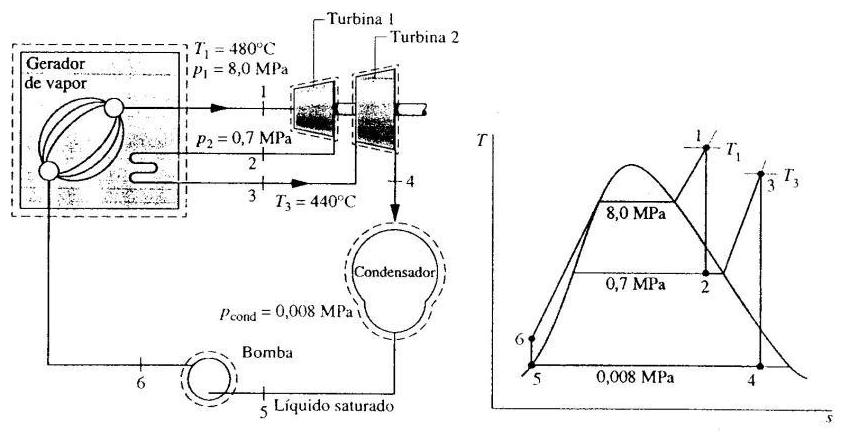 Turbina 1
Turbina 2
Gerador
de vapor
T₁ = 480°C
p₁ = 8,0 MPa
1
p₂ = 0,7 MPa
2
3
T₃ = 440°C
4
Condensador
p_cond = 0,008 MPa
Bomba
6
5
Líquido saturado
T
1
T₁
3
T₃
8,0 MPa
0,7 MPa
2
6
5
0,008 MPa
4
s